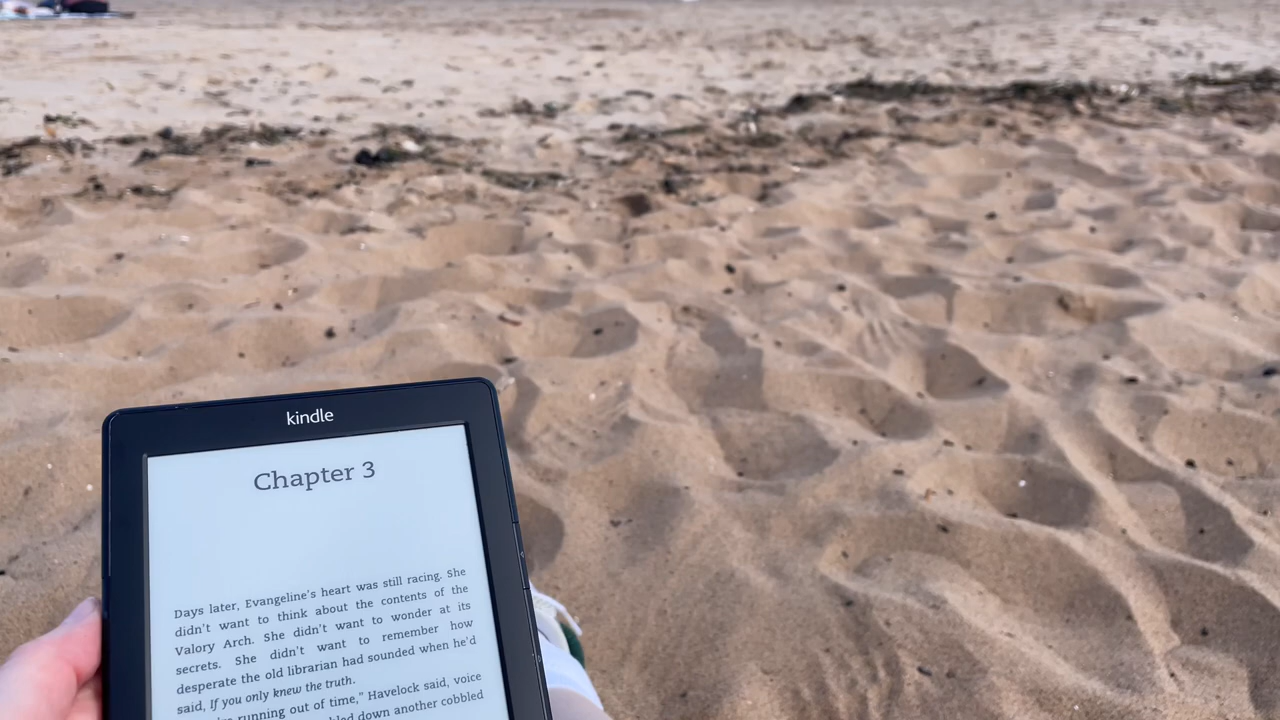 kindle
Chapter 3
Days later, Evangeline's heart was still racing. She
didn't want to think about the contents of the
Valory Arch. She didn't want to wonder at its
secrets. She didn't want to remember how
desperate the old librarian had sounded when he'd
said, If you only knew the truth.
running out of time," Havelock said, voice
down another cobbled